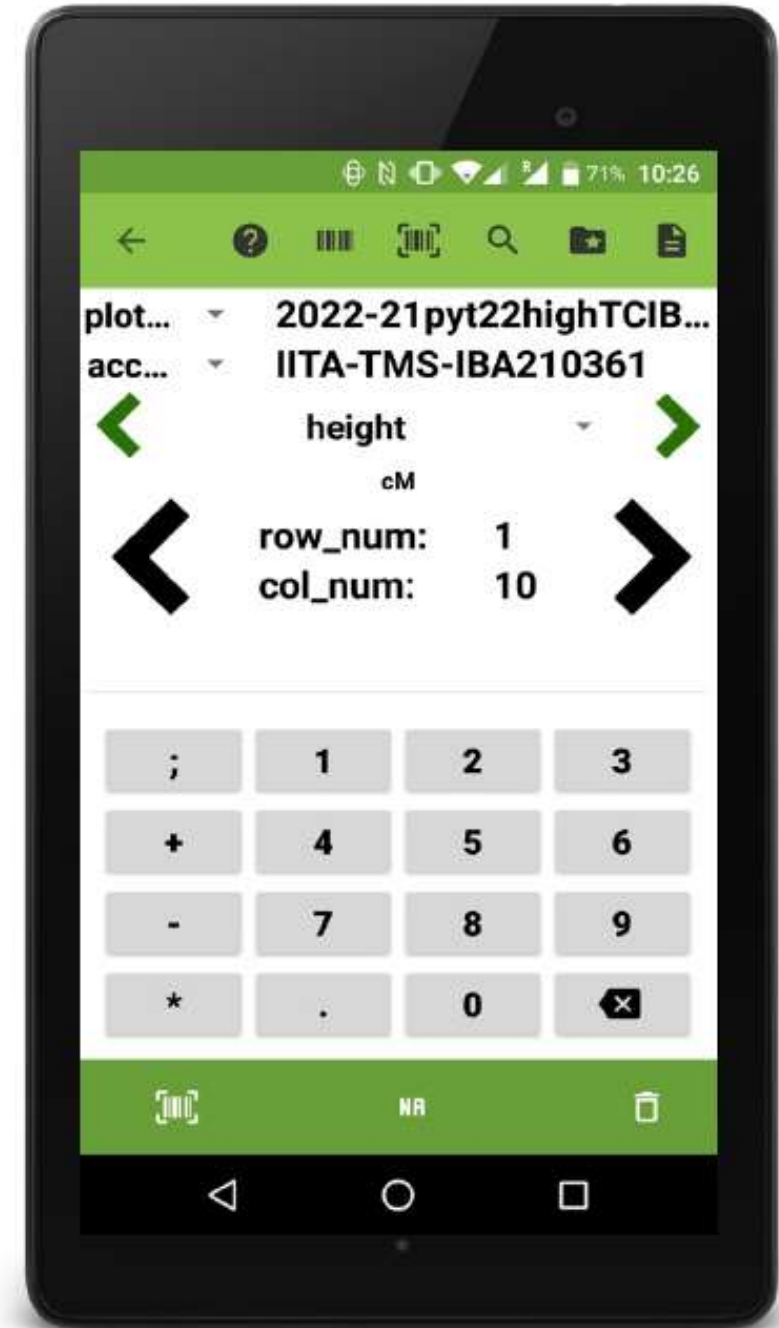 71% 10:26
plot... 2022-21pyt22highTCIB...
acc... IITA-TMS-IBA210361
height
cM
row_num: 1
col_num: 10
; 1 2 3
+ 4 5 6
- 7 8 9
* . 0
NA